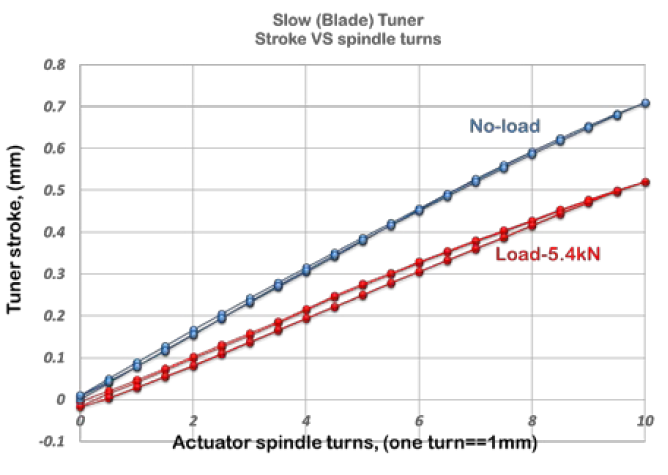 Slow (Blade) Tuner
Stroke VS spindle turns
0.8
0.7
No-load
0.6
0.5
0.4
Load-5.4kN
0.3
0.2
0.1
0
-0.1
0 2 4 6 8 10
Tuner stroke, (mm)
Actuator spindle turns, (one turn==1mm)